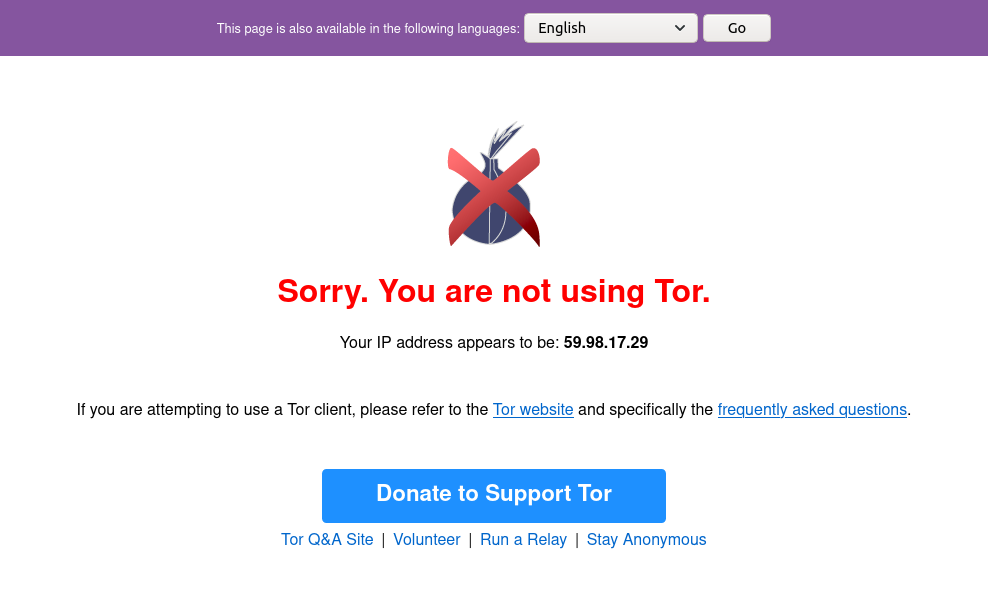 This page is also available in the following languages: English Go
Sorry. You are not using Tor.
Your IP address appears to be: 59.98.17.29
If you are attempting to use a Tor client, please refer to the Tor website and specifically the frequently asked questions.
Donate to Support Tor
Tor Q&A Site | Volunteer | Run a Relay | Stay Anonymous